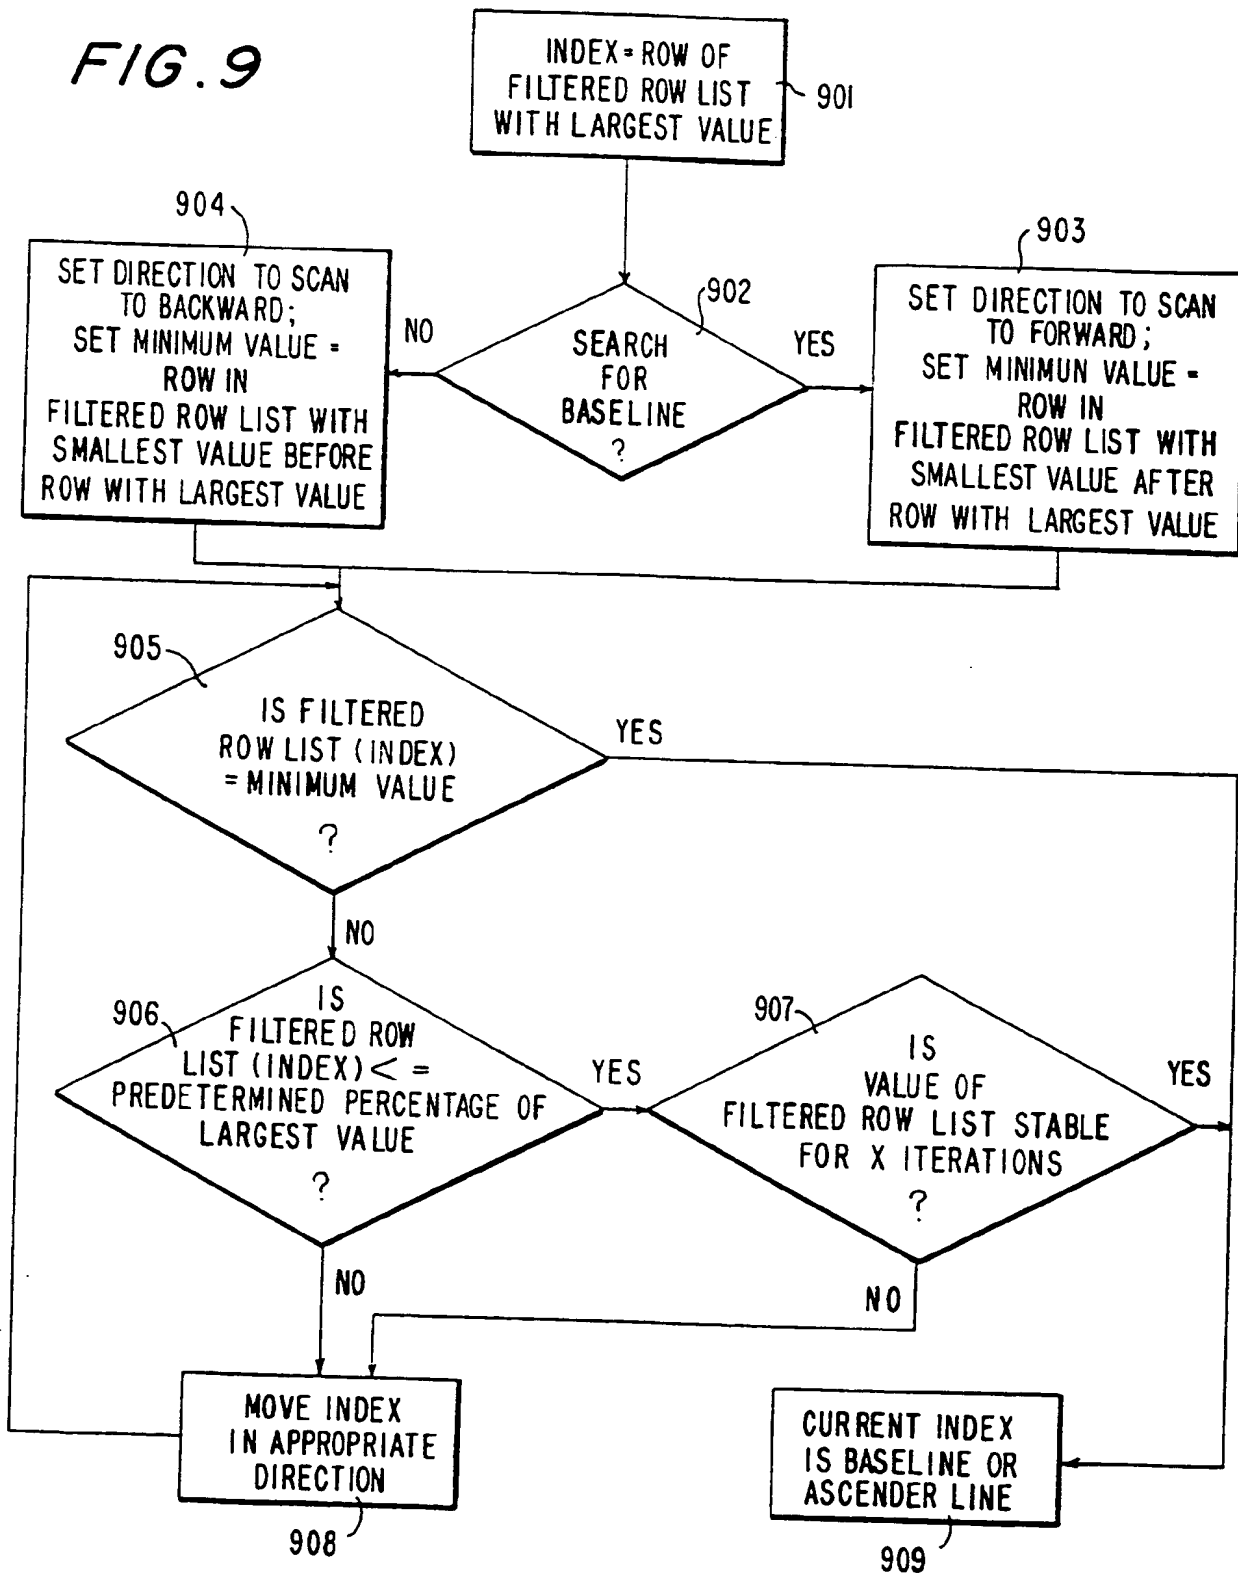 FIG. 9
INDEX = ROW OF
FILTERED ROW LIST
WITH LARGEST VALUE
901
904
SET DIRECTION TO SCAN
TO BACKWARD;
SET MINIMUM VALUE =
ROW IN
FILTERED ROW LIST WITH
SMALLEST VALUE BEFORE
ROW WITH LARGEST VALUE
NO
902
SEARCH
FOR
BASELINE
?
YES
903
SET DIRECTION TO SCAN
TO FORWARD;
SET MINIMUN VALUE =
ROW IN
FILTERED ROW LIST WITH
SMALLEST VALUE AFTER
ROW WITH LARGEST VALUE
905
IS FILTERED
ROW LIST (INDEX)
= MINIMUM VALUE
?
YES
NO
906
IS
FILTERED ROW
LIST (INDEX) < =
PREDETERMINED PERCENTAGE OF
LARGEST VALUE
?
YES
NO
907
IS
VALUE OF
FILTERED ROW LIST STABLE
FOR X ITERATIONS
?
YES
NO
MOVE INDEX
IN APPROPRIATE
DIRECTION
908
CURRENT INDEX
IS BASELINE OR
ASCENDER LINE
909